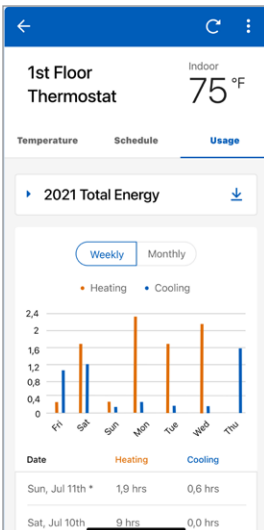 Indoor
1st Floor
Thermostat
75 °F
Temperature Schedule Usage
2021 Total Energy
Weekly Monthly
Heating Cooling
2,4
2
1,6
1,2
0,8
0,4
0
Fri Sat Sun Mon Tue Wed Thu
Date Heating Cooling
Sun, Jul 11th * 1,9 hrs 0,6 hrs
Sat, Jul 10th 9 hrs 0,0 hrs